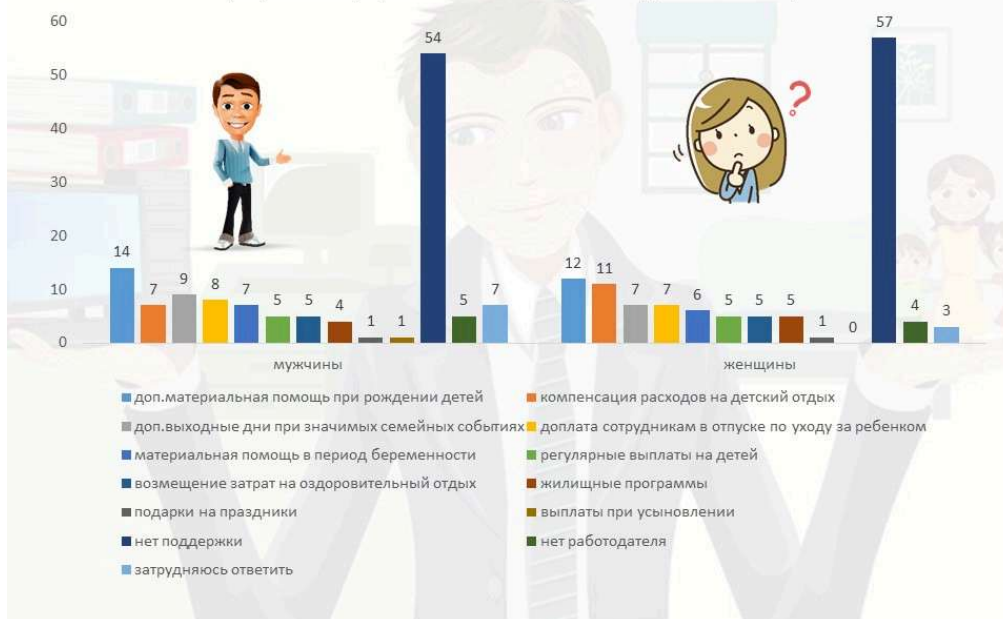 60
54
57
50
?
40
30
20
14
7
9
8
7
5
5
4
1
1
5
7
12
11
7
7
6
5
5
5
1
0
4
3
10
0
мужчины
женщины
доп.материальная помощь при рождении детей
компенсация расходов на детский отдых
доп.выходные дни при значимых семейных событиях
доплата сотрудникам в отпуске по уходу за ребенком
материальная помощь в период беременности
регулярные выплаты на детей
возмещение затрат на оздоровительный отдых
жилищные программы
подарки на праздники
выплаты при усыновлении
нет поддержки
нет работодателя
затрудняюсь ответить